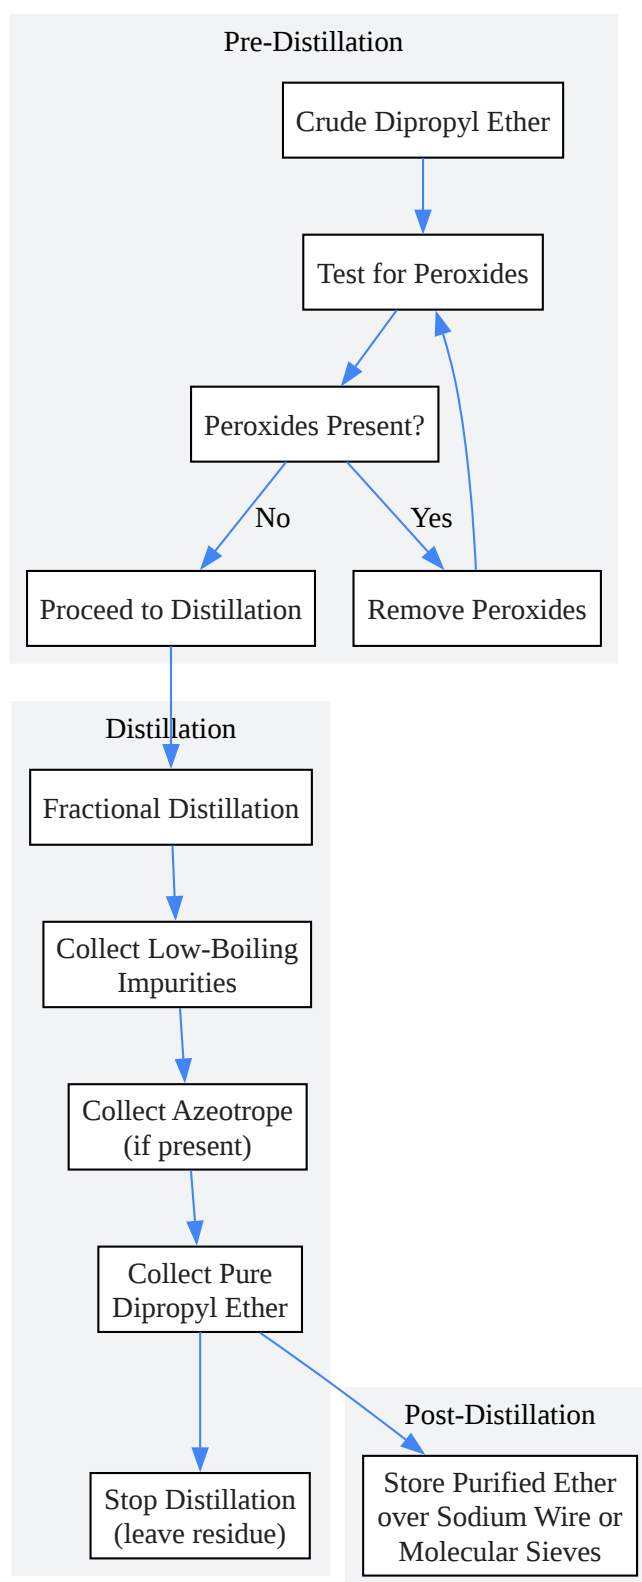 Pre-Distillation
Crude Dipropyl Ether
Test for Peroxides
Peroxides Present?
No
Yes
Proceed to Distillation
Remove Peroxides
Distillation
Fractional Distillation
Collect Low-Boiling
Impurities
Collect Azeotrope
(if present)
Collect Pure
Dipropyl Ether
Stop Distillation
(leave residue)
Post-Distillation
Store Purified Ether
over Sodium Wire or
Molecular Sieves